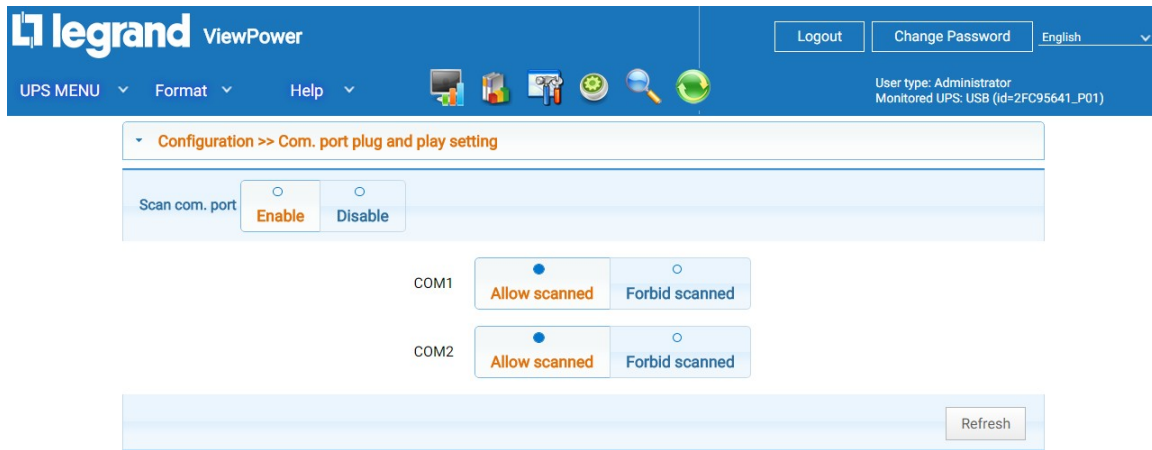 legrand ViewPower
Logout Change Password English
UPS MENU Format Help
User type: Administrator
Monitored UPS: USB (id=2FC95641_P01)
Configuration >> Com. port plug and play setting
Scan com. port Enable Disable
COM1 Allow scanned Forbid scanned
COM2 Allow scanned Forbid scanned
Refresh